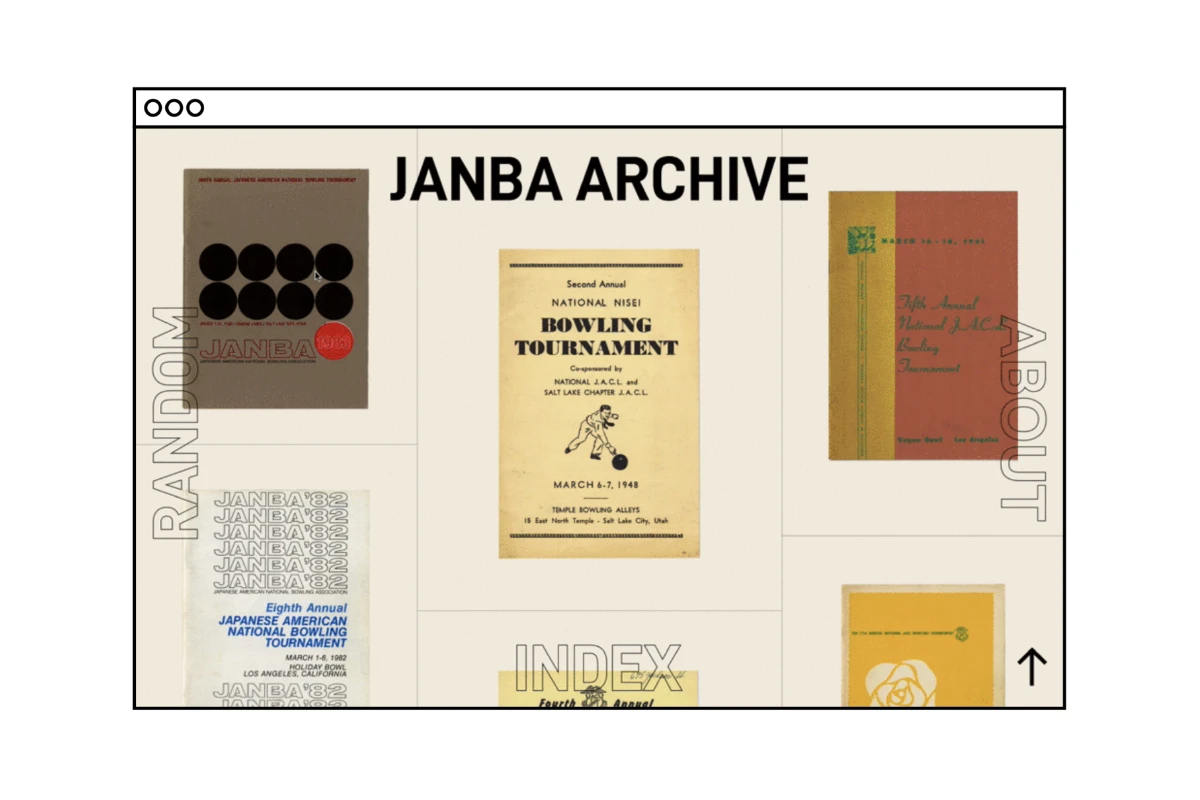 JANBA ARCHIVE
NINTH ANNUAL JAPANESE AMERICAN NATIONAL BOWLING TOURNAMENT
JANBA
1983
JAPANESE AMERICAN NATIONAL BOWLING ASSOCIATION
RANDOM
JANBA'82
JANBA'82
JANBA'82
JANBA'82
JANBA'82
JANBA'82
JAPANESE AMERICAN NATIONAL BOWLING ASSOCIATION
Eighth Annual
JAPANESE AMERICAN
NATIONAL BOWLING
TOURNAMENT
MARCH 1-6, 1982
HOLIDAY BOWL
LOS ANGELES, CALIFORNIA
JANBA'82
Second Annual
NATIONAL NISEI
BOWLING
TOURNAMENT
Co-sponsored by
NATIONAL J.A.C.L. and
SALT LAKE CHAPTER J.A.C.L.
MARCH 6-7, 1948
TEMPLE BOWLING ALLEYS
15 East North Temple - Salt Lake City, Utah
INDEX
Fourth Annual
MARCH 16-18, 1951
Fifth Annual
National J.A.C.L.
Bowling
Tournament
Vogue Bowl Los Angeles
ABOUT